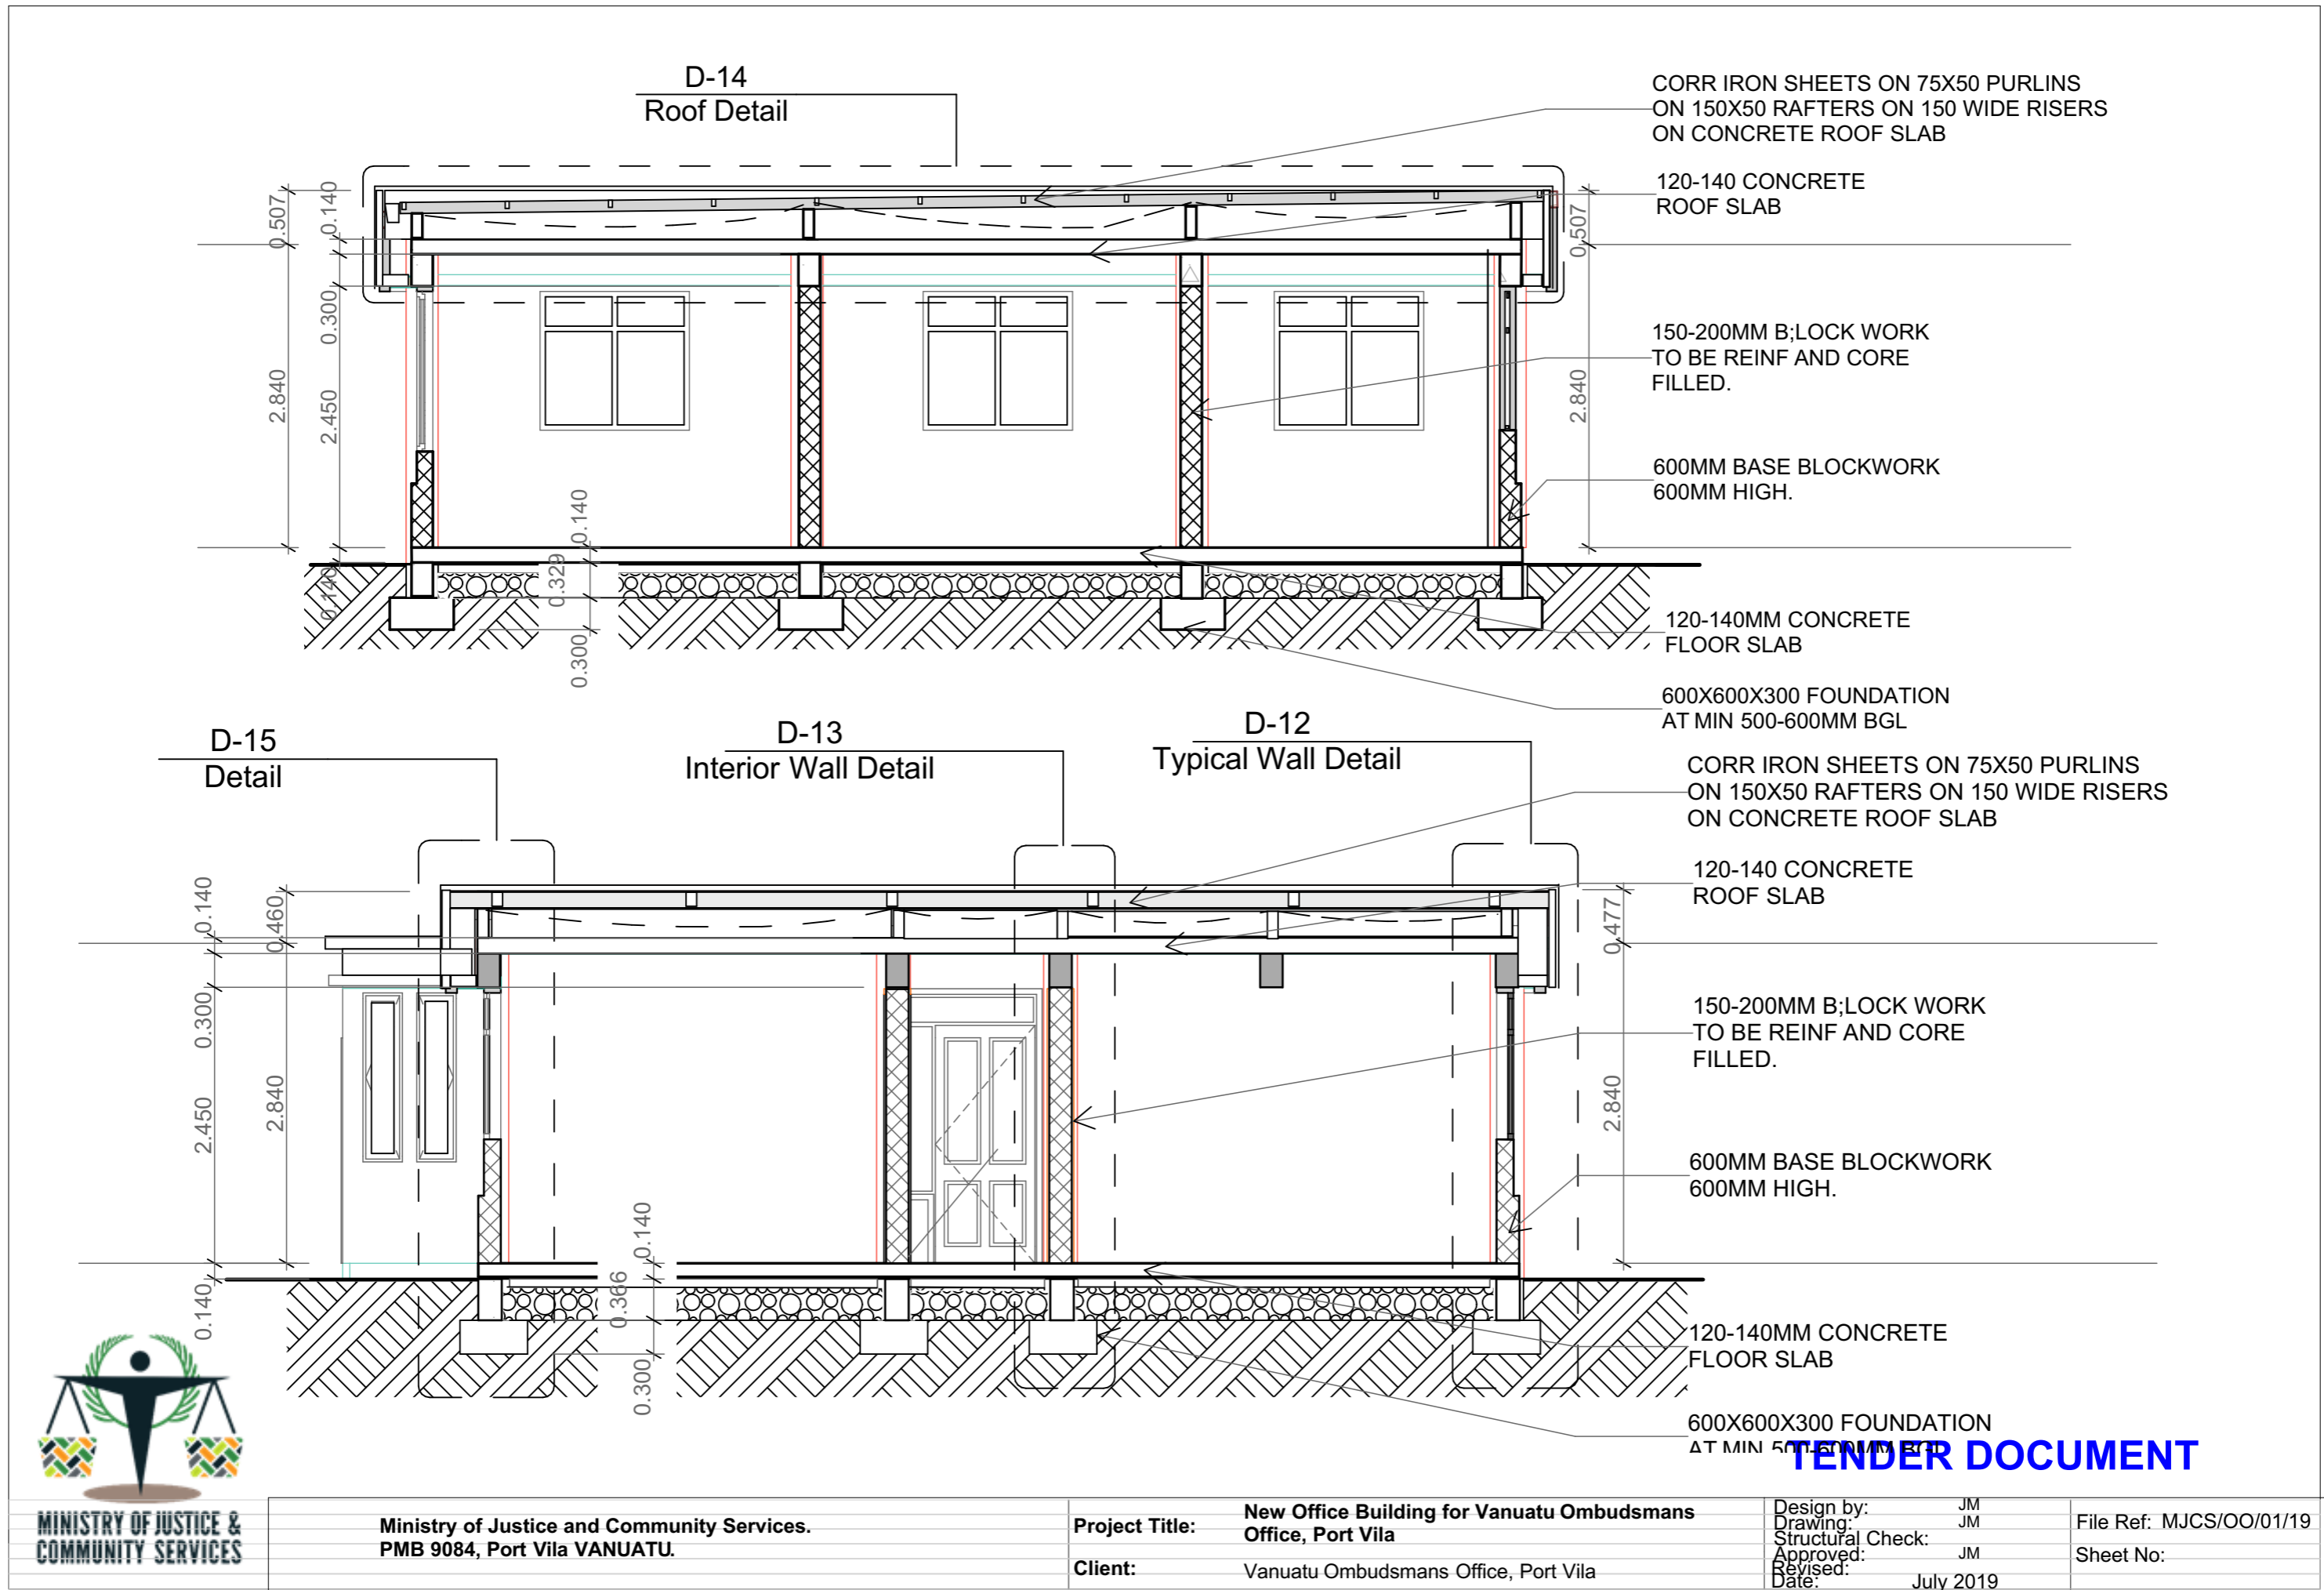 D-14
Roof Detail
CORR IRON SHEETS ON 75X50 PURLINS
ON 150X50 RAFTERS ON 150 WIDE RISERS
ON CONCRETE ROOF SLAB
120-140 CONCRETE
ROOF SLAB
0.507
0.140
0.507
0.300
2.840
2.450
2.840
150-200MM B;LOCK WORK
TO BE REINF AND CORE
FILLED.
600MM BASE BLOCKWORK
600MM HIGH.
0.140
0.329
0.140
0.300
120-140MM CONCRETE
FLOOR SLAB
600X600X300 FOUNDATION
AT MIN 500-600MM BGL
D-15
Detail
D-13
Interior Wall Detail
D-12
Typical Wall Detail
CORR IRON SHEETS ON 75X50 PURLINS
ON 150X50 RAFTERS ON 150 WIDE RISERS
ON CONCRETE ROOF SLAB
120-140 CONCRETE
ROOF SLAB
0.140
0.460
0.477
0.300
2.450
2.840
2.840
150-200MM B;LOCK WORK
TO BE REINF AND CORE
FILLED.
600MM BASE BLOCKWORK
600MM HIGH.
0.140
0.366
0.140
0.300
120-140MM CONCRETE
FLOOR SLAB
600X600X300 FOUNDATION
AT MIN 500-600MM BGL
TENDER DOCUMENT
MINISTRY OF JUSTICE &
COMMUNITY SERVICES
Ministry of Justice and Community Services.
PMB 9084, Port Vila VANUATU.
Project Title: New Office Building for Vanuatu Ombudsmans
Office, Port Vila
Client: Vanuatu Ombudsmans Office, Port Vila
Design by: JM
Drawing: JM
Structural Check:
Approved: JM
Revised:
Date: July 2019
File Ref: MJCS/OO/01/19
Sheet No: